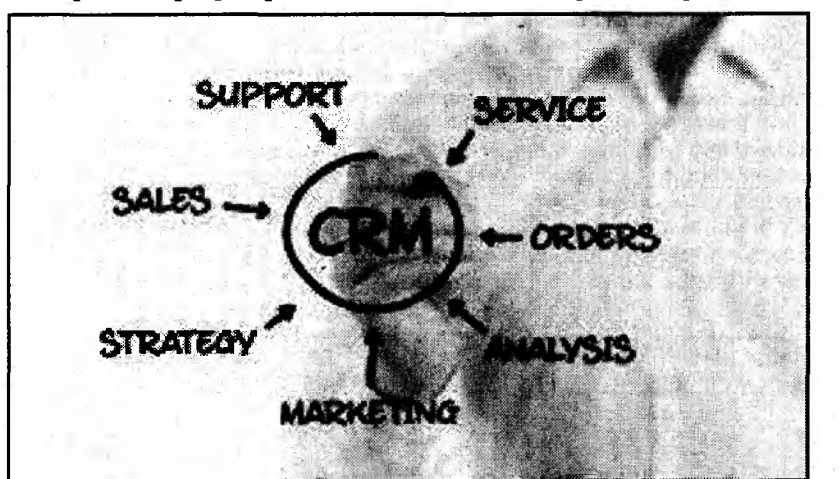 SUPPORT
SERVICE
SALES
CRM
ORDERS
STRATEGY
ANALYSIS
MARKETING